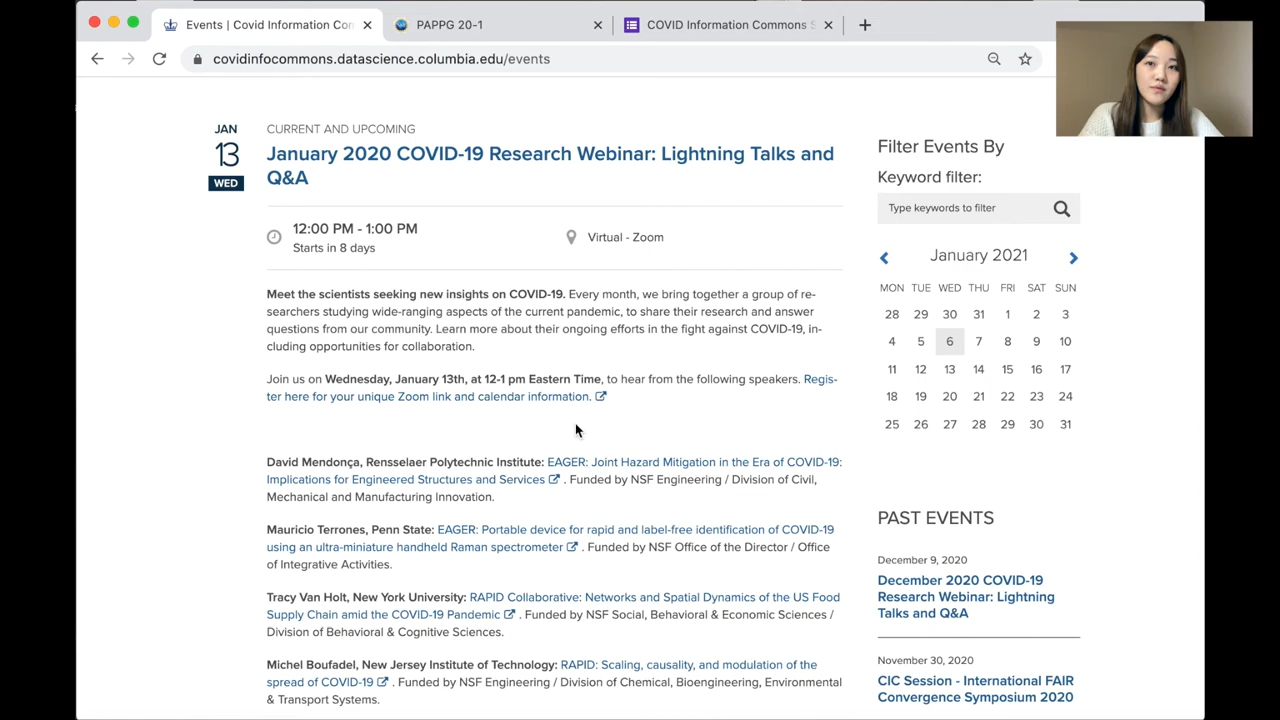 Events | Covid Information Con
PAPPG 20-1
COVID Information Commons S
covidinfocommons.datascience.columbia.edu/events
JAN
13
WED
CURRENT AND UPCOMING
January 2020 COVID-19 Research Webinar: Lightning Talks and
Q&A
12:00 PM - 1:00 PM
Starts in 8 days
Virtual - Zoom
Meet the scientists seeking new insights on COVID-19. Every month, we bring together a group of re-
searchers studying wide-ranging aspects of the current pandemic, to share their research and answer
questions from our community. Learn more about their ongoing efforts in the fight against COVID-19, in-
cluding opportunities for collaboration.
Join us on Wednesday, January 13th, at 12-1 pm Eastern Time, to hear from the following speakers. Regis-
ter here for your unique Zoom link and calendar information.
David Mendonça, Rensselaer Polytechnic Institute: EAGER: Joint Hazard Mitigation in the Era of COVID-19:
Implications for Engineered Structures and Services . Funded by NSF Engineering / Division of Civil,
Mechanical and Manufacturing Innovation.
Mauricio Terrones, Penn State: EAGER: Portable device for rapid and label-free identification of COVID-19
using an ultra-miniature handheld Raman spectrometer . Funded by NSF Office of the Director / Office
of Integrative Activities.
Tracy Van Holt, New York University: RAPID Collaborative: Networks and Spatial Dynamics of the US Food
Supply Chain amid the COVID-19 Pandemic . Funded by NSF Social, Behavioral & Economic Sciences /
Division of Behavioral & Cognitive Sciences.
Michel Boufadel, New Jersey Institute of Technology: RAPID: Scaling, causality, and modulation of the
spread of COVID-19 . Funded by NSF Engineering / Division of Chemical, Bioengineering, Environmental
& Transport Systems.
Filter Events By
Keyword filter:
Type keywords to filter
January 2021
MON TUE WED THU FRI SAT SUN
28 29 30 31 1 2 3
4 5 6 7 8 9 10
11 12 13 14 15 16 17
18 19 20 21 22 23 24
25 26 27 28 29 30 31
PAST EVENTS
December 9, 2020
December 2020 COVID-19
Research Webinar: Lightning
Talks and Q&A
November 30, 2020
CIC Session - International FAIR
Convergence Symposium 2020